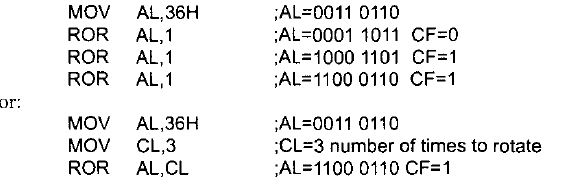 MOV AL,36H ;AL=0011 0110
ROR AL,1 ;AL=0001 1011 CF=0
ROR AL,1 ;AL=1000 1101 CF=1
ROR AL,1 ;AL=1100 0110 CF=1
or:
MOV AL,36H ;AL=0011 0110
MOV CL,3 ;CL=3 number of times to rotate
ROR AL,CL ;AL=1100 0110 CF=1